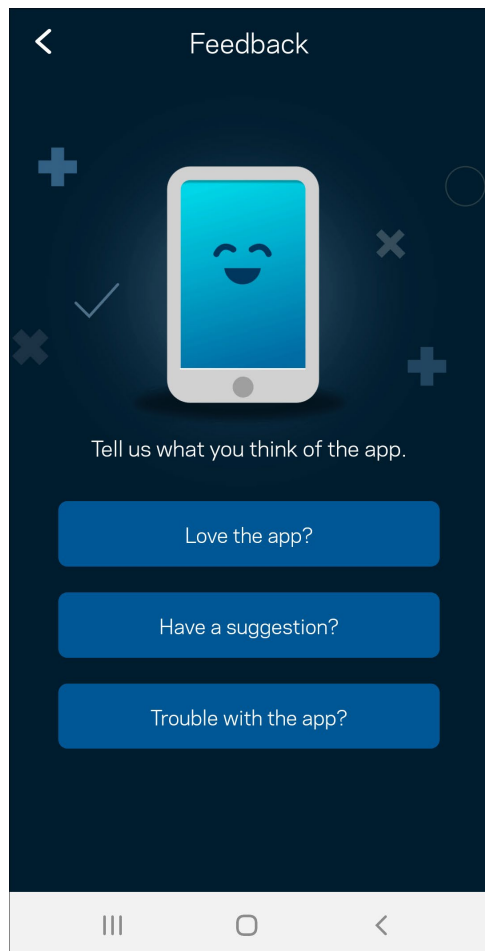 Feedback
Tell us what you think of the app.
Love the app?
Have a suggestion?
Trouble with the app?